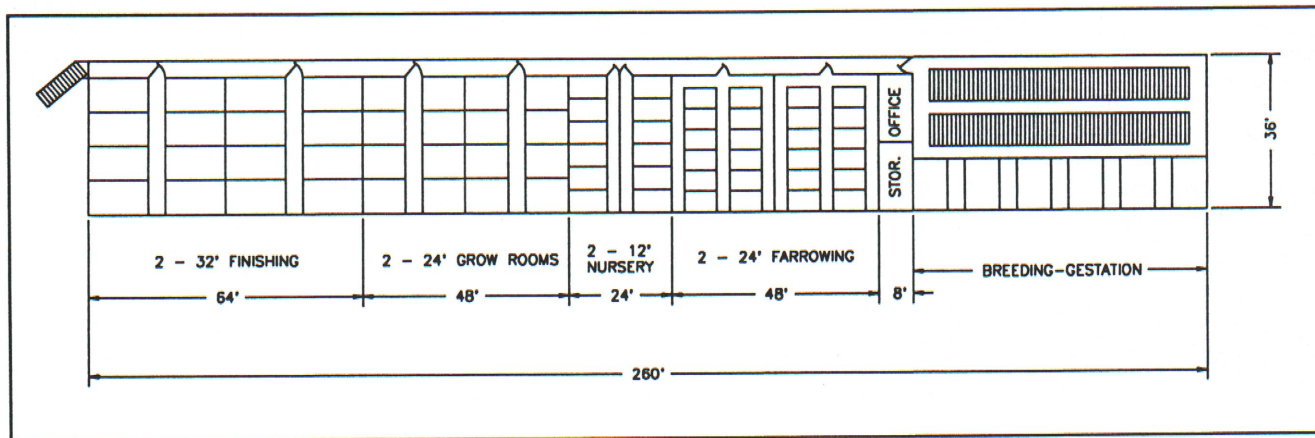 OFFICE
STOR.
36'
2 - 32' FINISHING
2 - 24' GROW ROOMS
2 - 12'
NURSERY
2 - 24' FARROWING
BREEDING-GESTATION
64'
48'
24'
48'
8'
260'